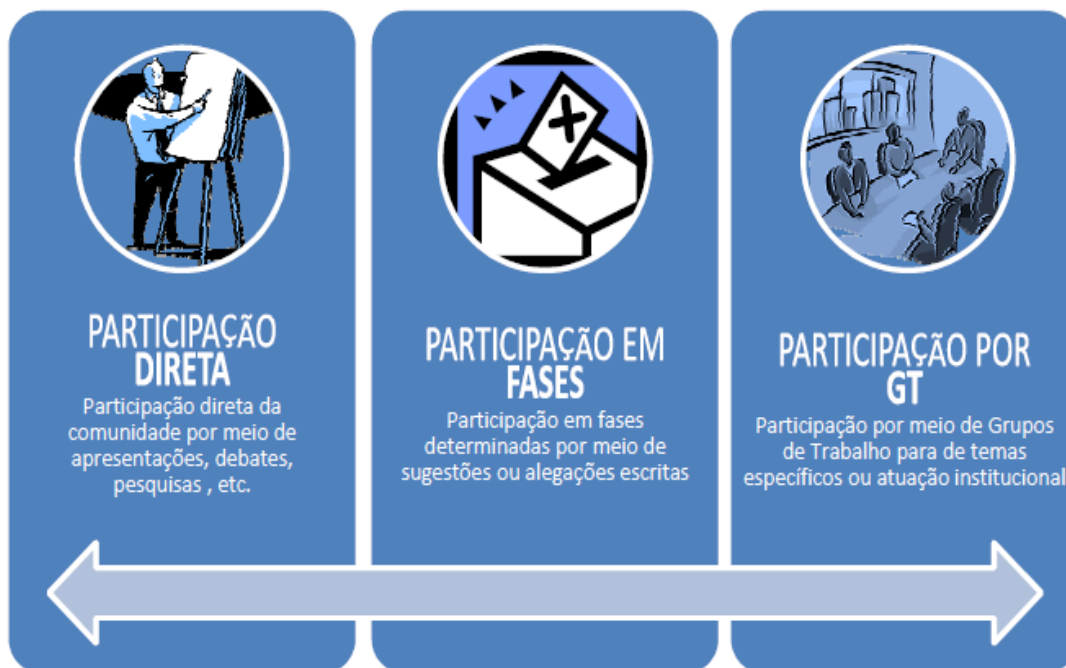 PARTICIPAÇÃO
DIRETA
Participação direta da
comunidade por meio de
apresentações, debates,
pesquisas , etc.
PARTICIPAÇÃO EM
FASES
Participação em fases
determinadas por meio de
sugestões ou alegações escritas
PARTICIPAÇÃO POR
GT
Participação por meio de Grupos
de Trabalho para de temas
específicos ou atuação institucional